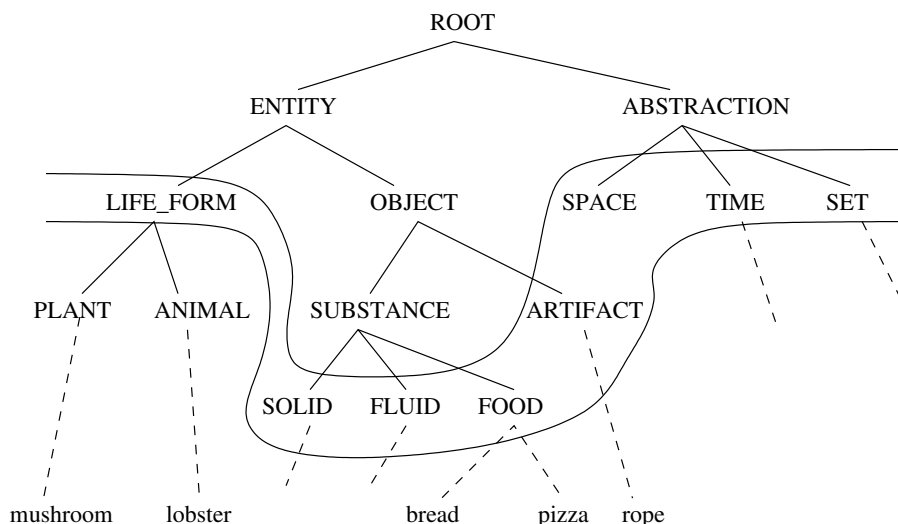 ROOT
ENTITY ABSTRACTION
LIFE_FORM OBJECT SPACE TIME SET
PLANT ANIMAL SUBSTANCE ARTIFACT
SOLID FLUID FOOD
mushroom lobster bread pizza rope